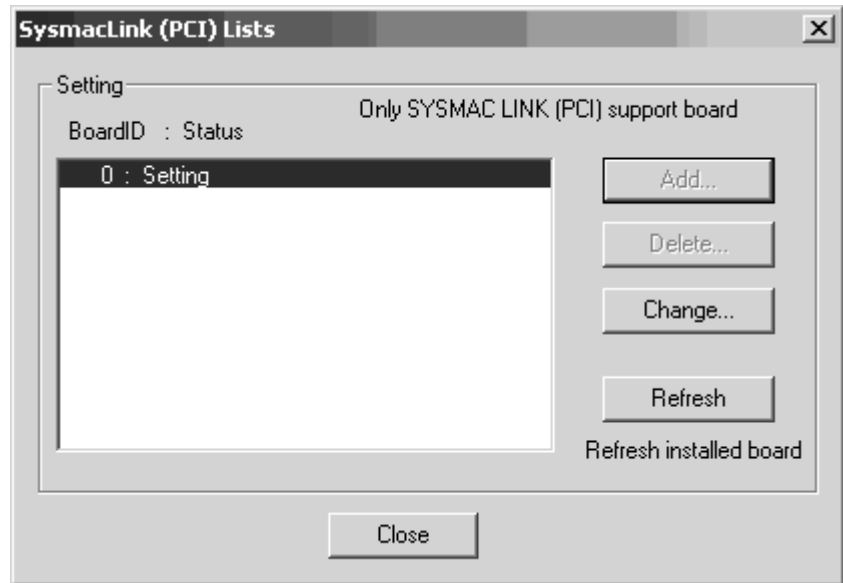 SysmacLink (PCI) Lists
Setting
Only SYSMAC LINK (PCI) support board
BoardID : Status
0 : Setting
Add...
Delete...
Change...
Refresh
Refresh installed board
Close